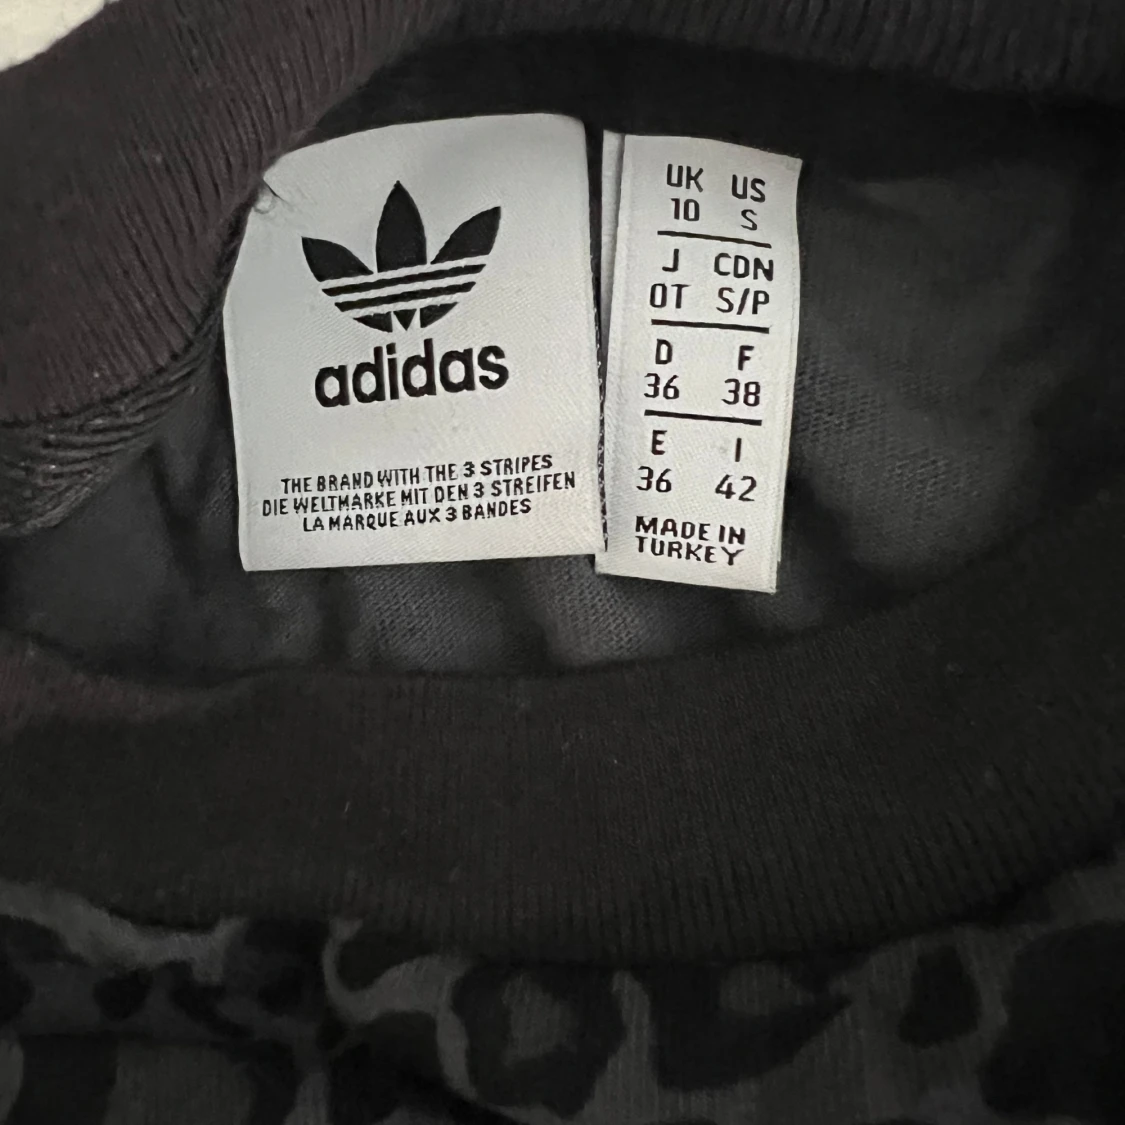 adidas
THE BRAND WITH THE 3 STRIPES
DIE WELTMARKE MIT DEN 3 STREIFEN
LA MARQUE AUX 3 BANDES
UK US
10 S
J CDN
OT S/P
D F
36 38
E I
36 42
MADE IN
TURKEY